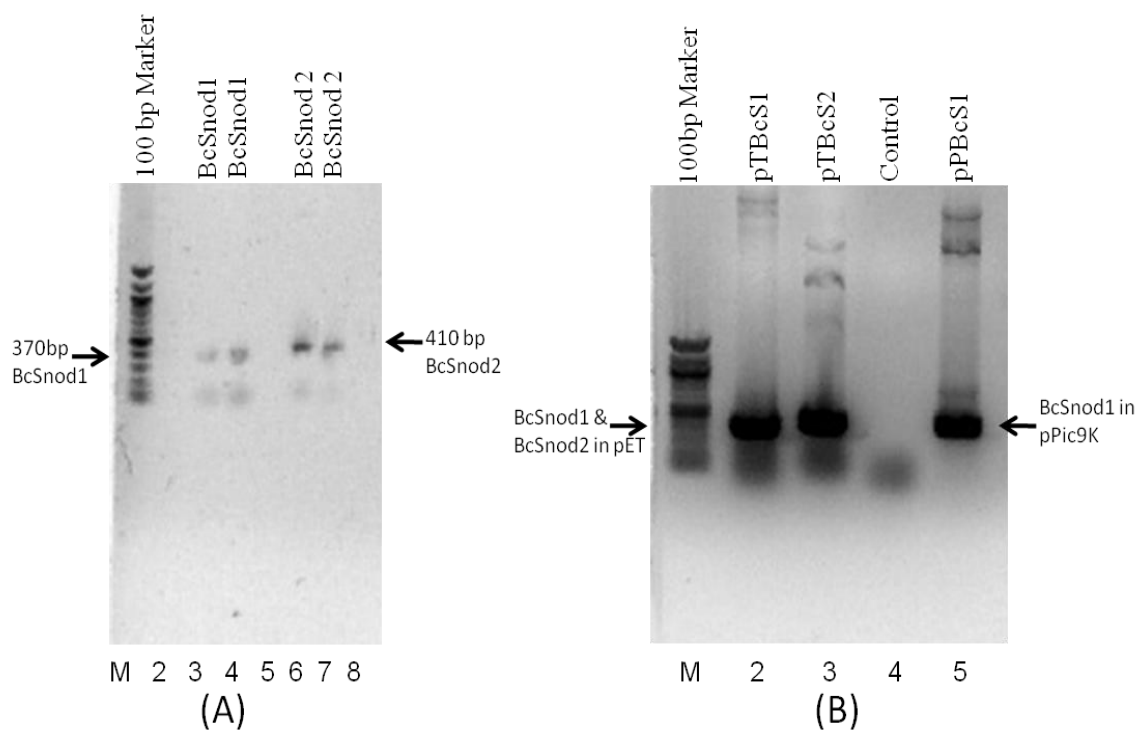 100 bp Marker
BcSnod1
BcSnod1
BcSnod 2
BcSnod 2
370bp
BcSnod1
410 bp
BcSnod2
M 2 3 4 5 6 7 8
(A)
100bp Marker
pTBcS1
pTBcS2
Control
pPBcS1
BcSnod1 &
BcSnod2 in pET
BcSnod1 in
pPic9K
M 2 3 4 5
(B)